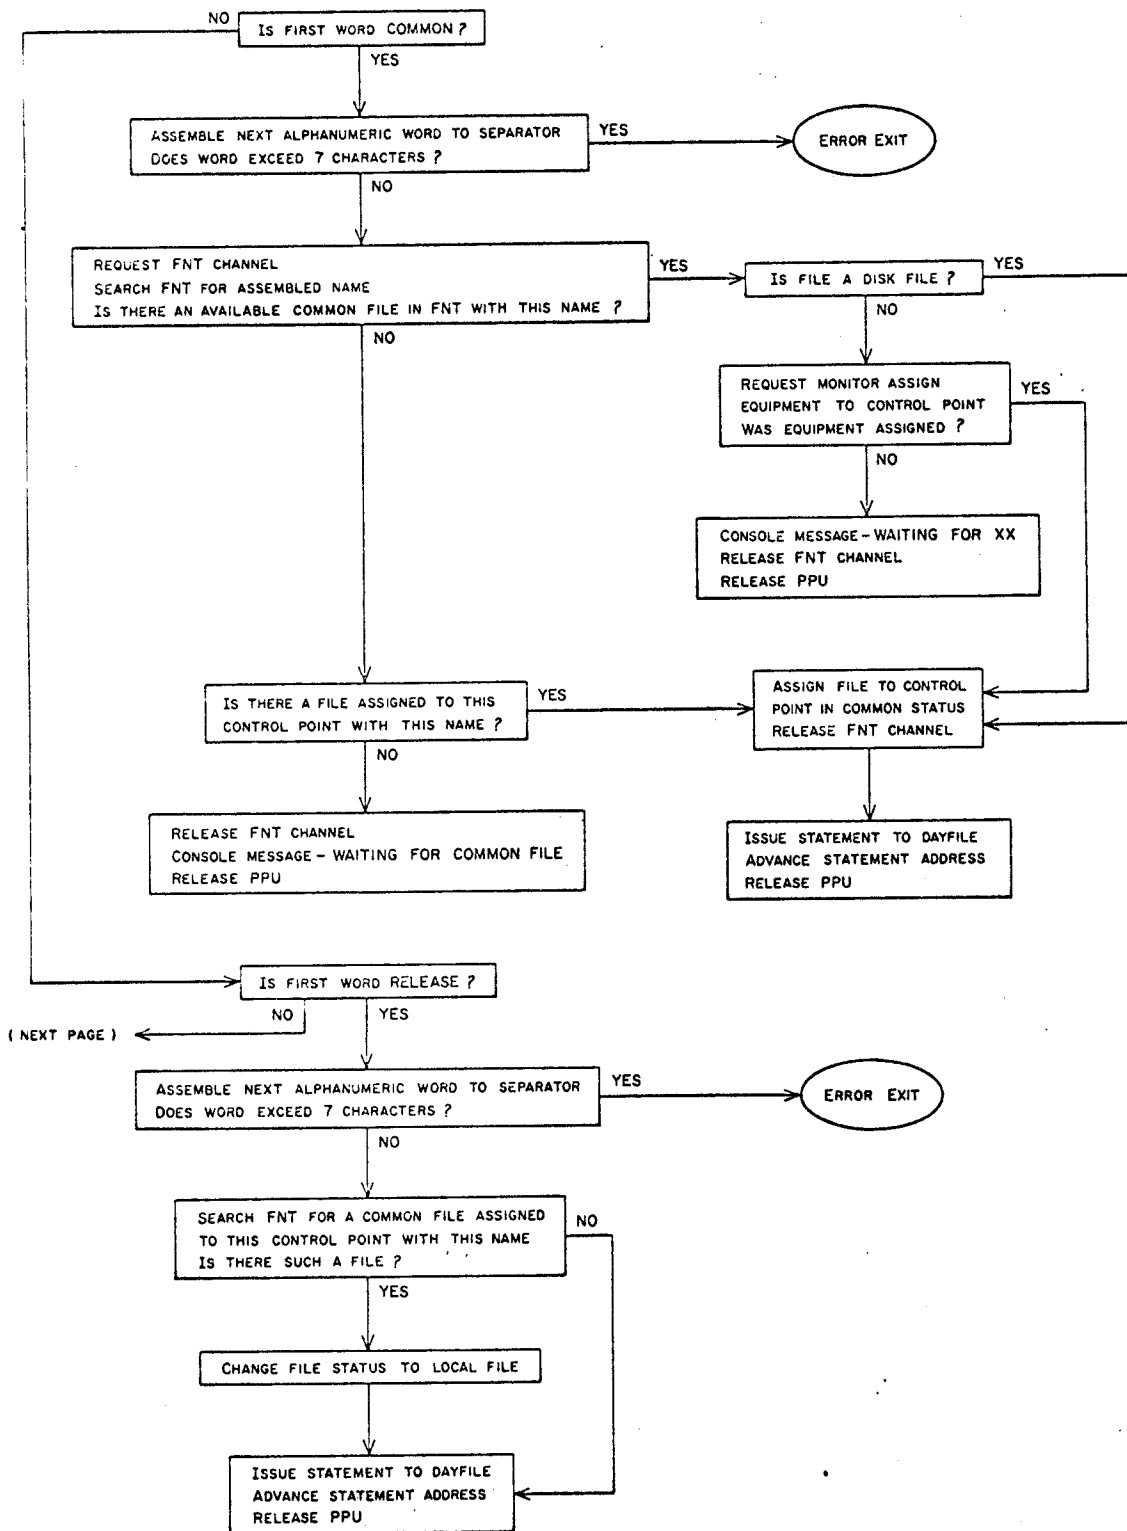 NO
IS FIRST WORD COMMON?
YES
ASSEMBLE NEXT ALPHANUMERIC WORD TO SEPARATOR
DOES WORD EXCEED 7 CHARACTERS?
YES
ERROR EXIT
NO
REQUEST FNT CHANNEL
SEARCH FNT FOR ASSEMBLED NAME
IS THERE AN AVAILABLE COMMON FILE IN FNT WITH THIS NAME?
YES
IS FILE A DISK FILE?
YES
NO
NO
REQUEST MONITOR ASSIGN
EQUIPMENT TO CONTROL POINT
WAS EQUIPMENT ASSIGNED?
YES
NO
CONSOLE MESSAGE - WAITING FOR XX
RELEASE FNT CHANNEL
RELEASE PPU
IS THERE A FILE ASSIGNED TO THIS
CONTROL POINT WITH THIS NAME?
YES
ASSIGN FILE TO CONTROL
POINT IN COMMON STATUS
RELEASE FNT CHANNEL
NO
RELEASE FNT CHANNEL
CONSOLE MESSAGE - WAITING FOR COMMON FILE
RELEASE PPU
ISSUE STATEMENT TO DAYFILE
ADVANCE STATEMENT ADDRESS
RELEASE PPU
IS FIRST WORD RELEASE?
NO
YES
(NEXT PAGE)
ASSEMBLE NEXT ALPHANUMERIC WORD TO SEPARATOR
DOES WORD EXCEED 7 CHARACTERS?
YES
ERROR EXIT
NO
SEARCH FNT FOR A COMMON FILE ASSIGNED
TO THIS CONTROL POINT WITH THIS NAME
IS THERE SUCH A FILE?
NO
YES
CHANGE FILE STATUS TO LOCAL FILE
ISSUE STATEMENT TO DAYFILE
ADVANCE STATEMENT ADDRESS
RELEASE PPU